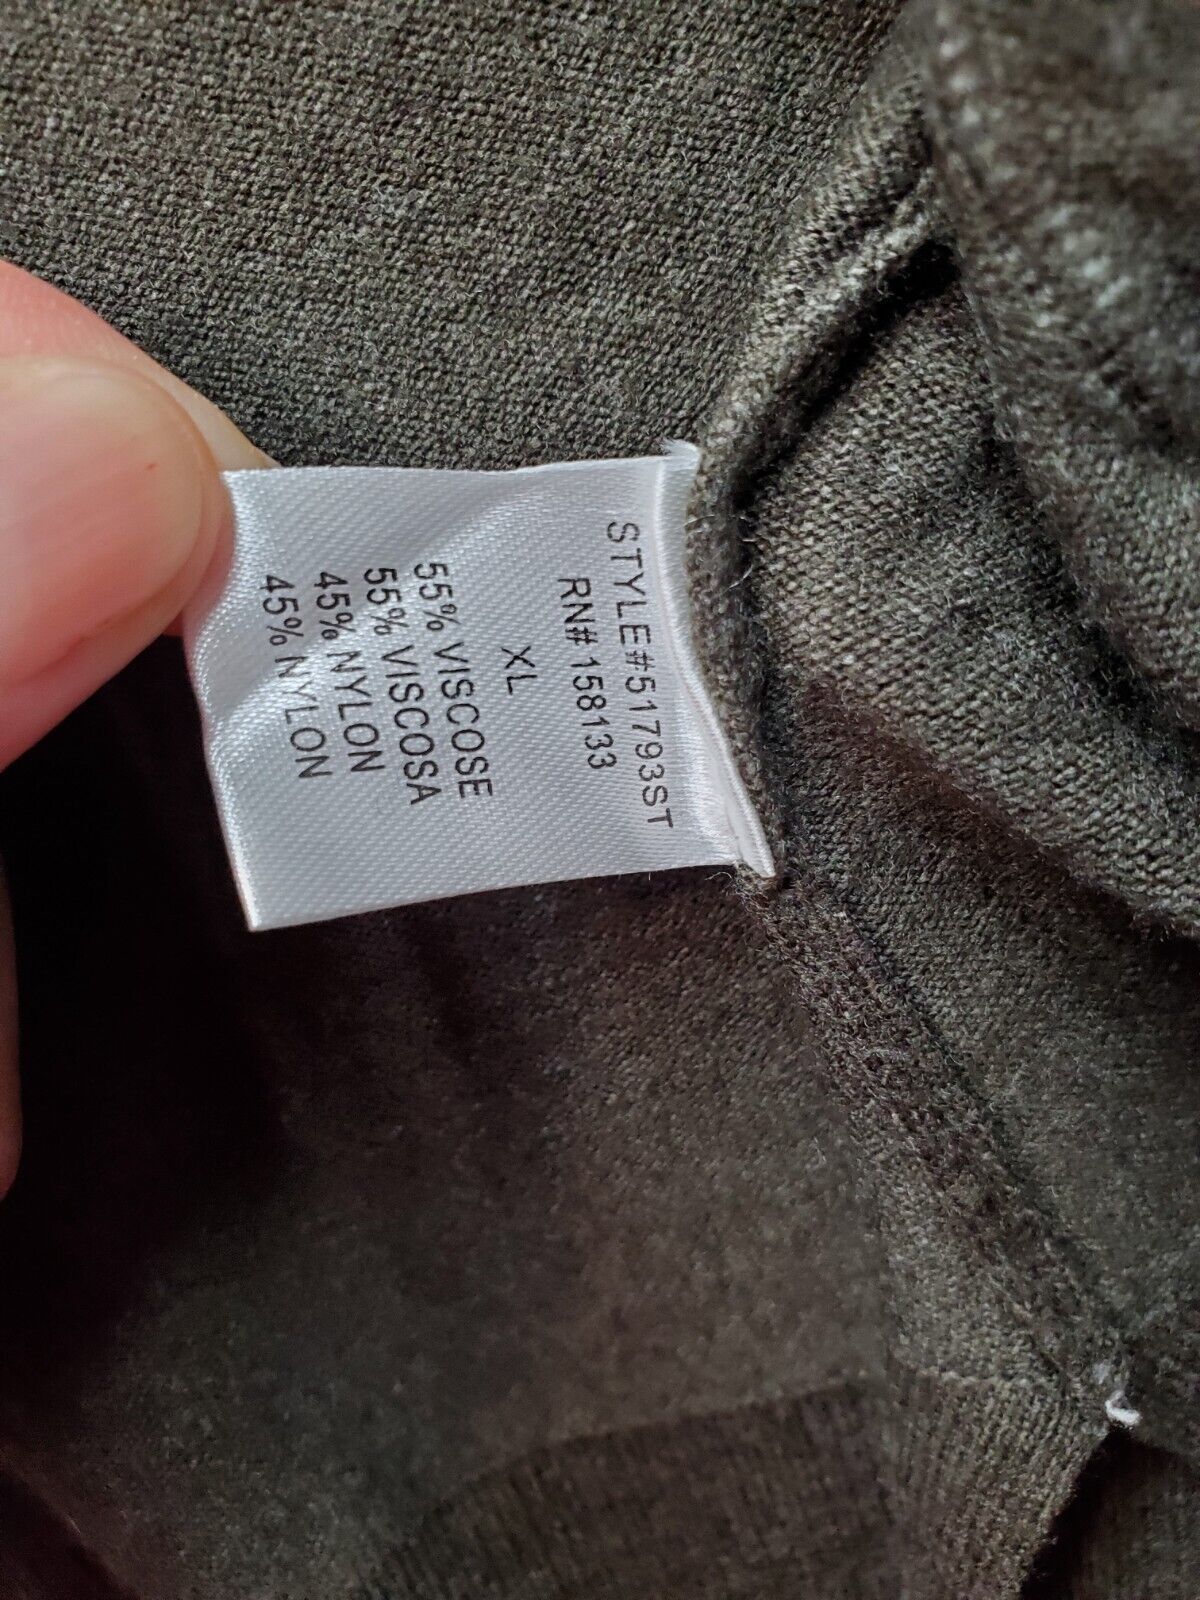 STYLE#51793ST
RN#158133
XL
55% VISCOSE
55% VISCOSA
45% NYLON
45% NYLON